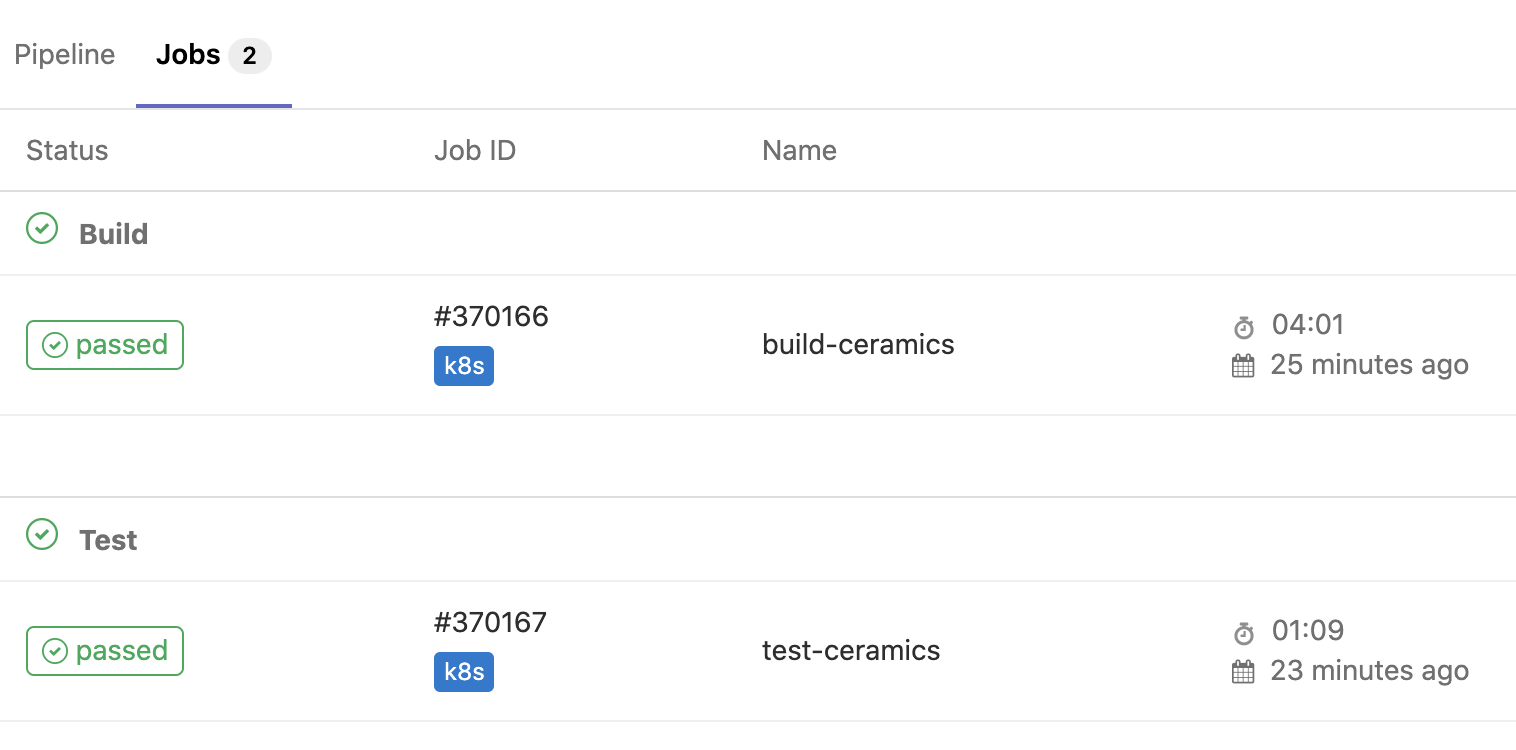 Pipeline Jobs 2
Status Job ID Name
Build
passed #370166 k8s build-ceramics 04:01 25 minutes ago
Test
passed #370167 k8s test-ceramics 01:09 23 minutes ago